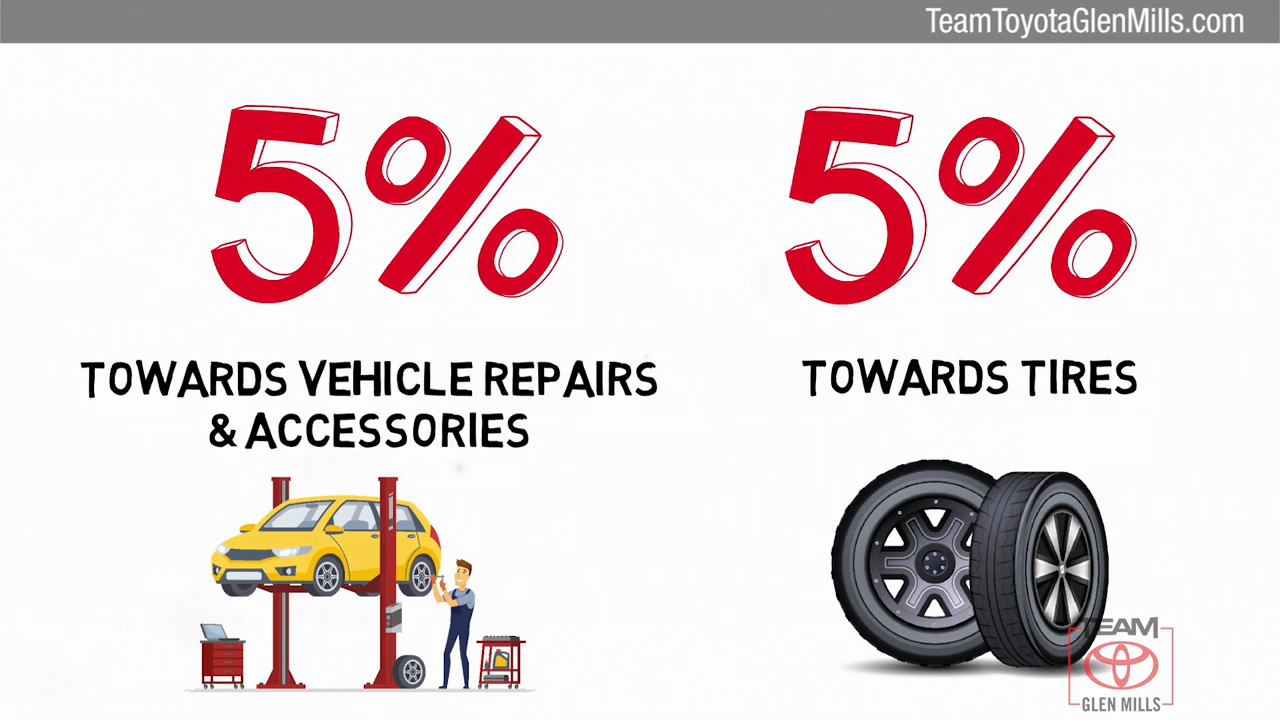 TeamToyotaGlenMills.com
5%
TOWARDS VEHICLE REPAIRS
& ACCESSORIES
5%
TOWARDS TIRES
TEAM
GLEN MILLS